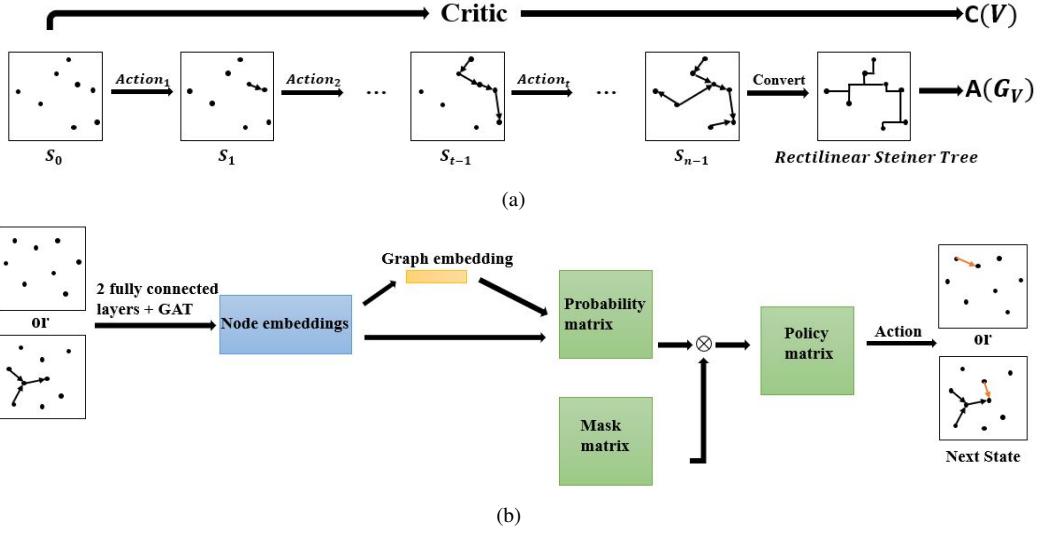 Critic
C(V)
Action₁
Action₂
...
Actionₜ
...
Convert
A(G_V)
S₀
S₁
Sₜ₋₁
Sₙ₋₁
Rectilinear Steiner Tree
(a)
Graph embedding
2 fully connected
layers + GAT
or
Node embeddings
Probability
matrix
⊗
Policy
matrix
Action
or
Mask
matrix
Next State
(b)